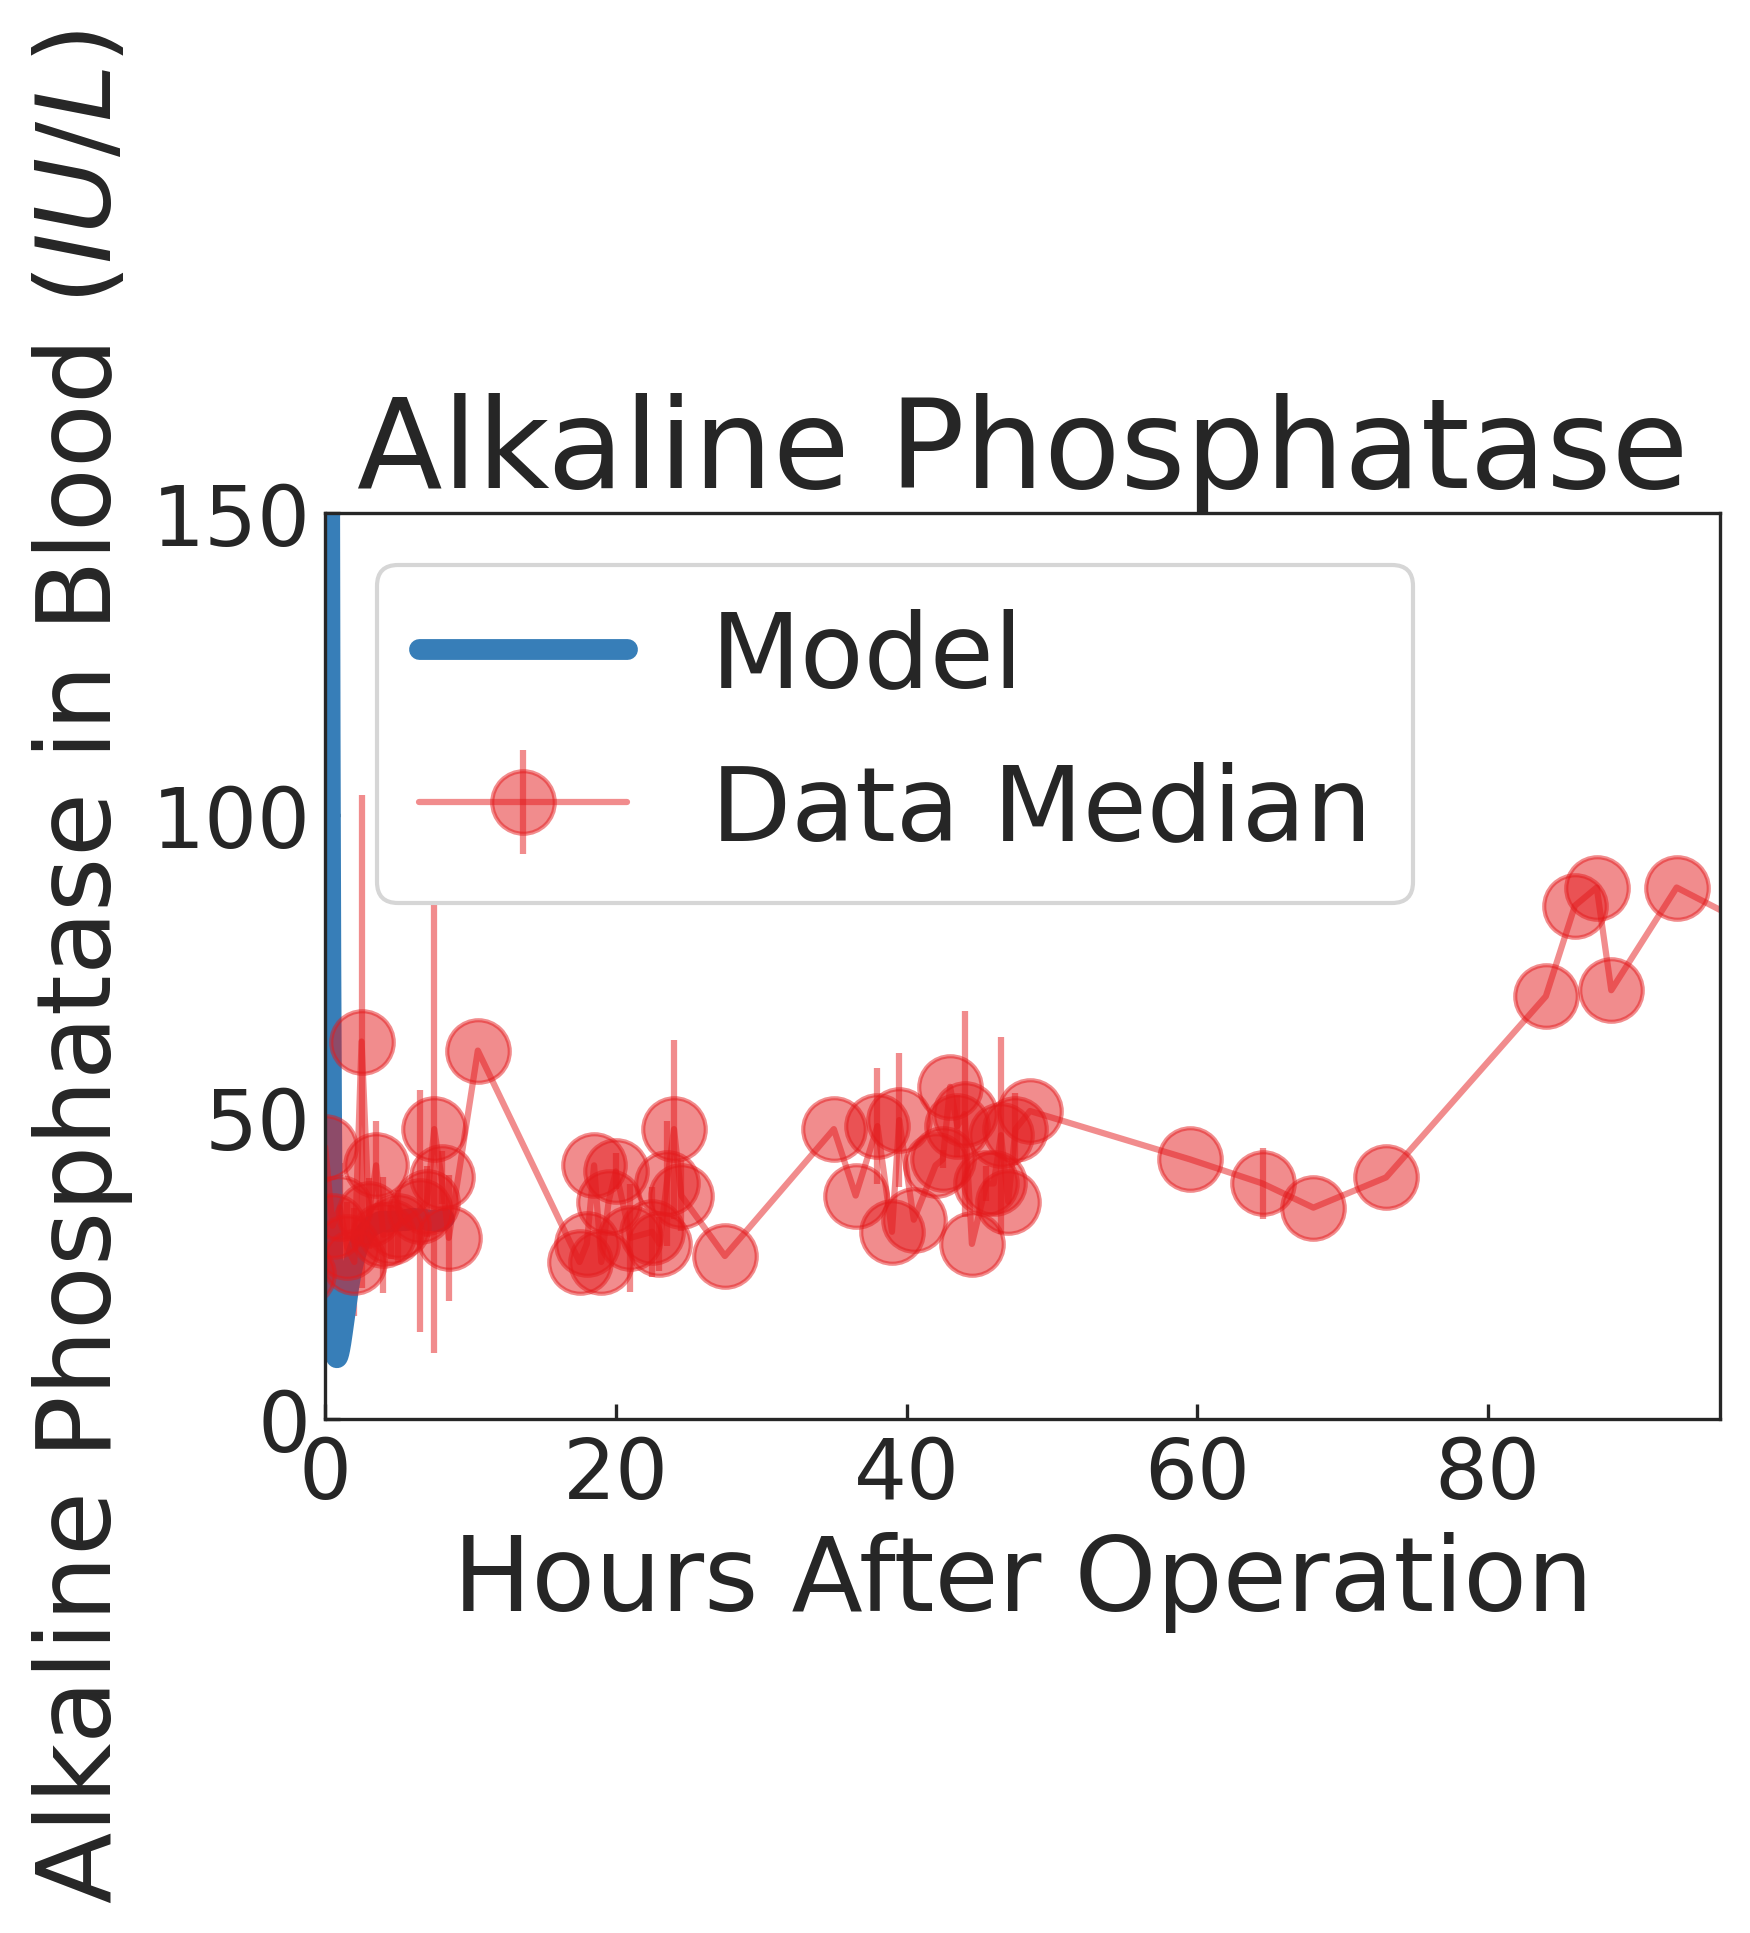 Alkaline Phosphatase
Alkaline Phosphatase in Blood (IU/L)
150
100
50
0
Model
Data Median
0 20 40 60 80
Hours After Operation